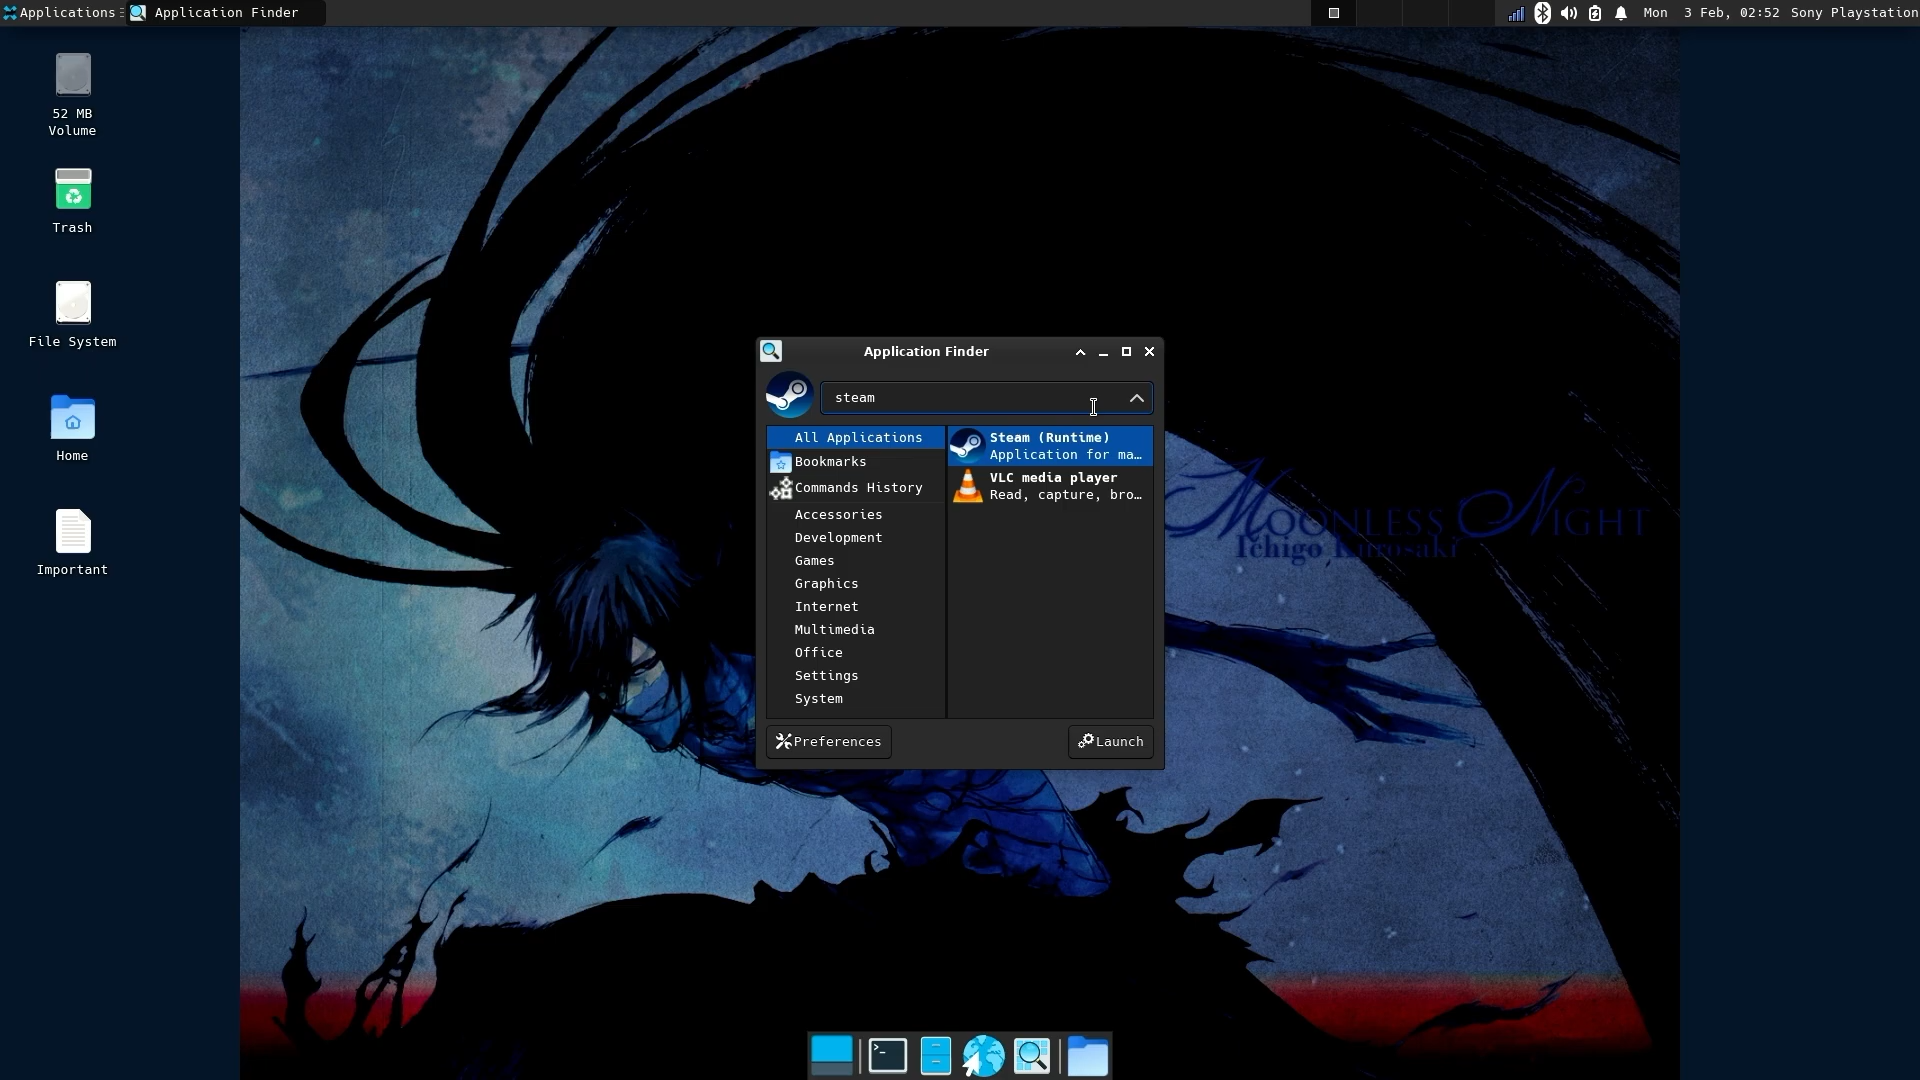 Applications
Application Finder
Mon 3 Feb, 02:52
Sony Playstation
52 MB
Volume
Trash
File System
Home
Important
Application Finder
steam
All Applications
Bookmarks
Commands History
Accessories
Development
Games
Graphics
Internet
Multimedia
Office
Settings
System
Steam (Runtime)
Application for ma…
VLC media player
Read, capture, bro…
Preferences
Launch
Moonless Night
Ichigo Kurosaki